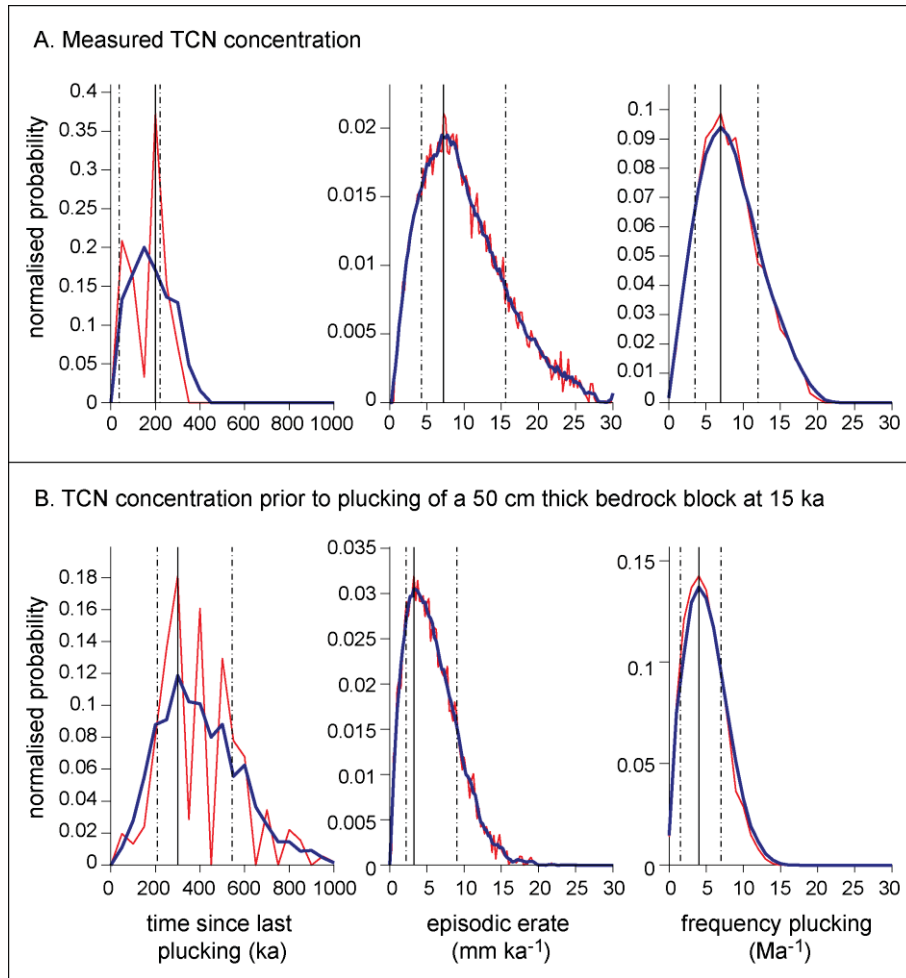 A. Measured TCN concentration
normalised probability
0.4
0.35
0.3
0.25
0.2
0.15
0.1
0.05
0
0 200 400 600 800 1000
0.02
0.015
0.01
0.005
0
0 5 10 15 20 25 30
0.1
0.09
0.08
0.07
0.06
0.05
0.04
0.03
0.02
0.01
0
0 5 10 15 20 25 30
B. TCN concentration prior to plucking of a 50 cm thick bedrock block at 15 ka
normalised probability
0.18
0.16
0.14
0.12
0.1
0.08
0.06
0.04
0.02
0
0 200 400 600 800 1000
time since last
plucking (ka)
0.035
0.03
0.025
0.02
0.015
0.01
0.005
0
0 5 10 15 20 25 30
episodic erate
(mm ka⁻¹)
0.15
0.1
0.05
0
0 5 10 15 20 25 30
frequency plucking
(Ma⁻¹)